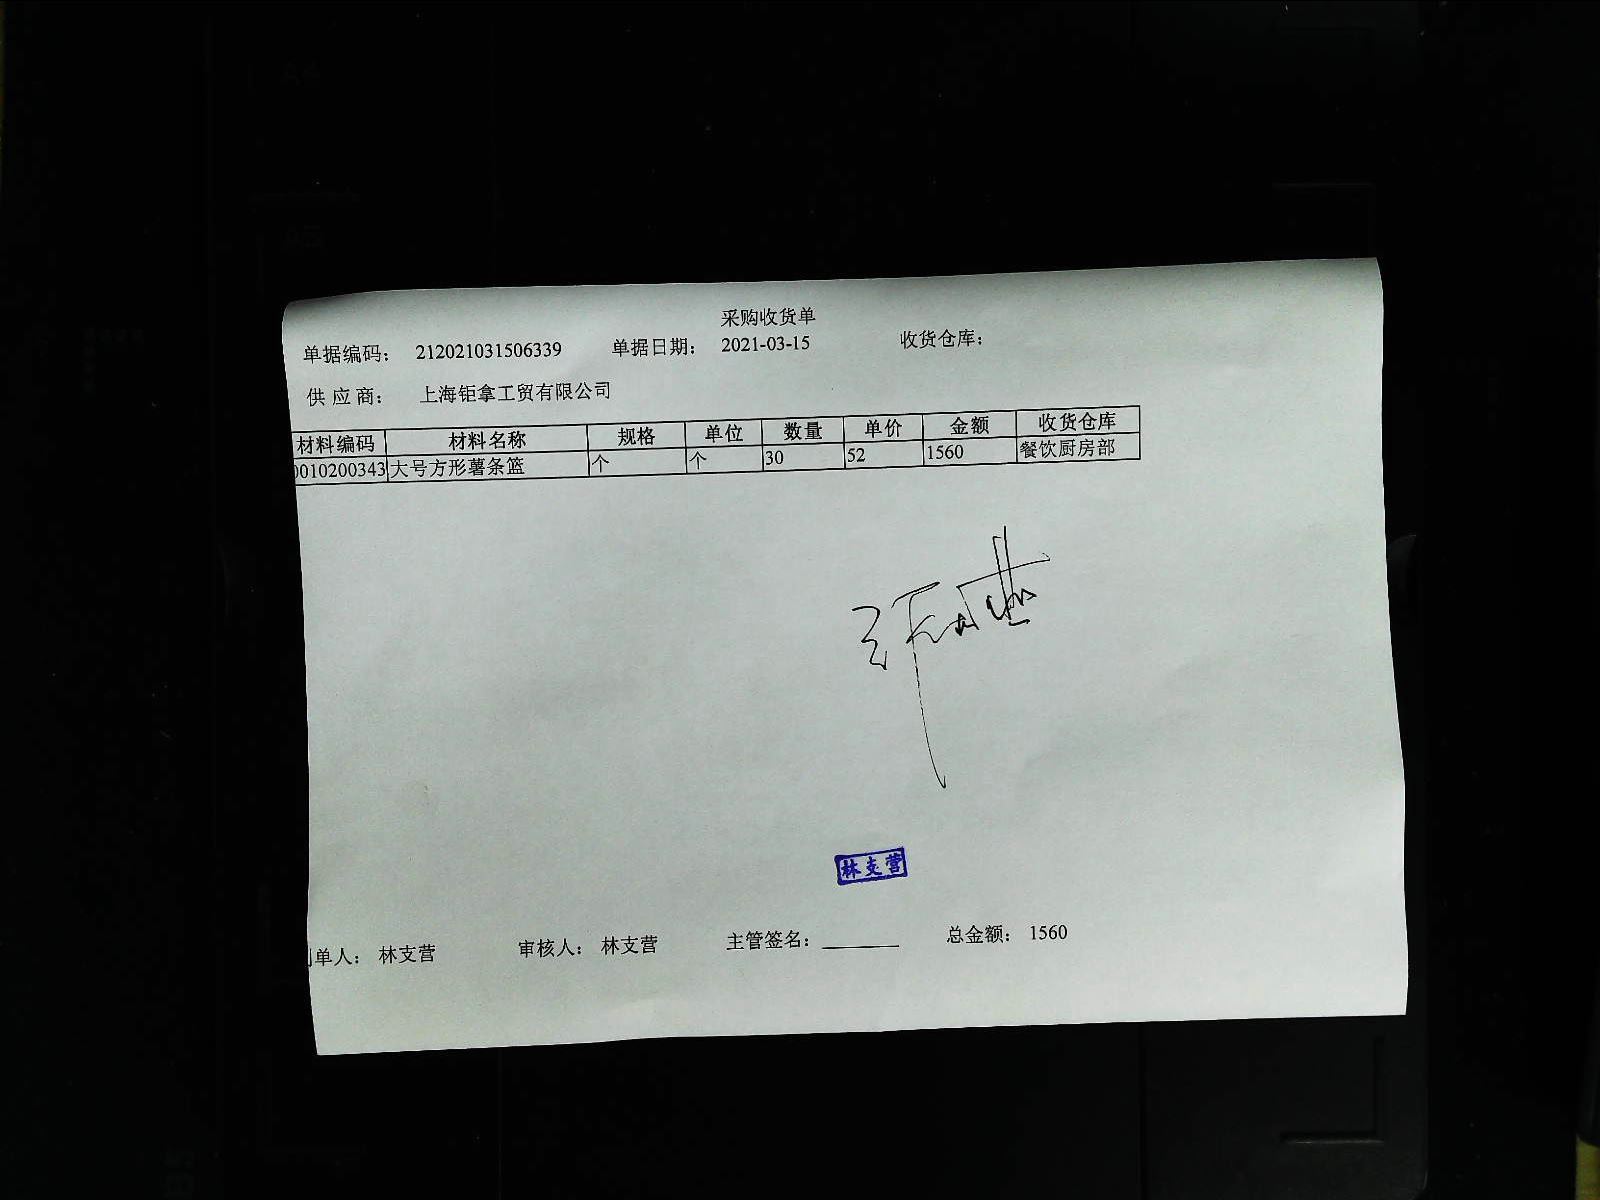 采购收货单
单据编码： 212021031506339 单据日期： 2021-03-15 收货仓库：
供 应 商： 上海钜拿工贸有限公司
材料编码 材料名称 规格 单位 数量 单价 金额 收货仓库
0010200343 大号方形薯条篮 个 个 30 52 1560 餐饮厨房部
林支营
制单人： 林支营 审核人： 林支营 主管签名： ________ 总金额： 1560